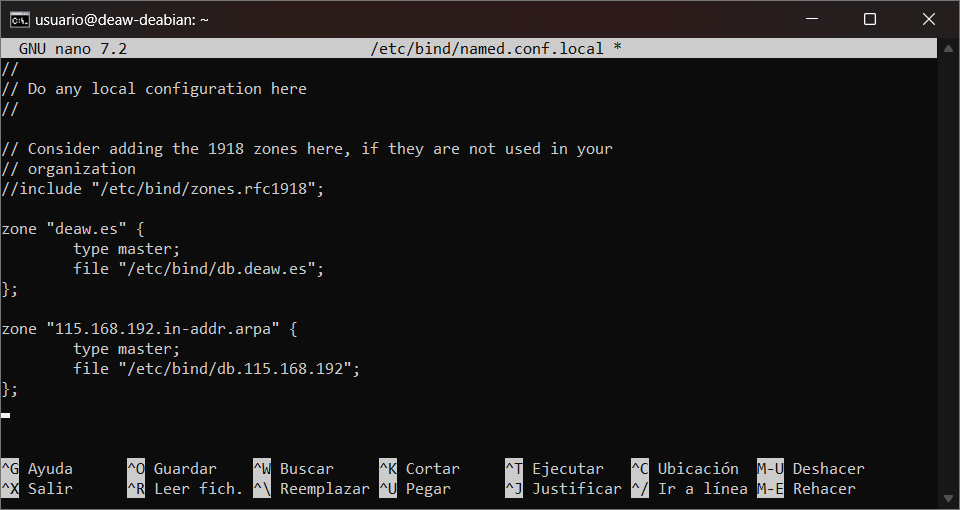 usuario@deaw-deabian: ~
GNU nano 7.2 /etc/bind/named.conf.local *
//
// Do any local configuration here
//
// Consider adding the 1918 zones here, if they are not used in your
// organization
//include "/etc/bind/zones.rfc1918";
zone "deaw.es" {
        type master;
        file "/etc/bind/db.deaw.es";
};
zone "115.168.192.in-addr.arpa" {
        type master;
        file "/etc/bind/db.115.168.192";
};
^G Ayuda ^O Guardar ^W Buscar ^K Cortar ^T Ejecutar ^C Ubicación M-U Deshacer
^X Salir ^R Leer fich. ^\ Reemplazar ^U Pegar ^J Justificar ^/ Ir a línea M-E Rehacer